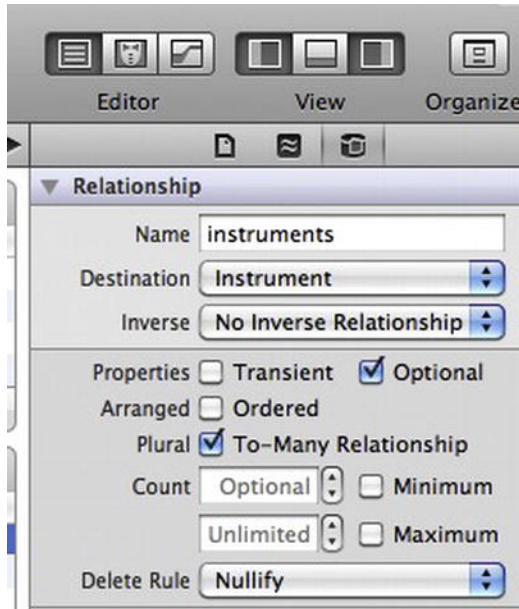 Editor View Organize
Relationship
Name instruments
Destination Instrument
Inverse No Inverse Relationship
Properties Transient Optional
Arranged Ordered
Plural To-Many Relationship
Count Optional Minimum
Unlimited Maximum
Delete Rule Nullify